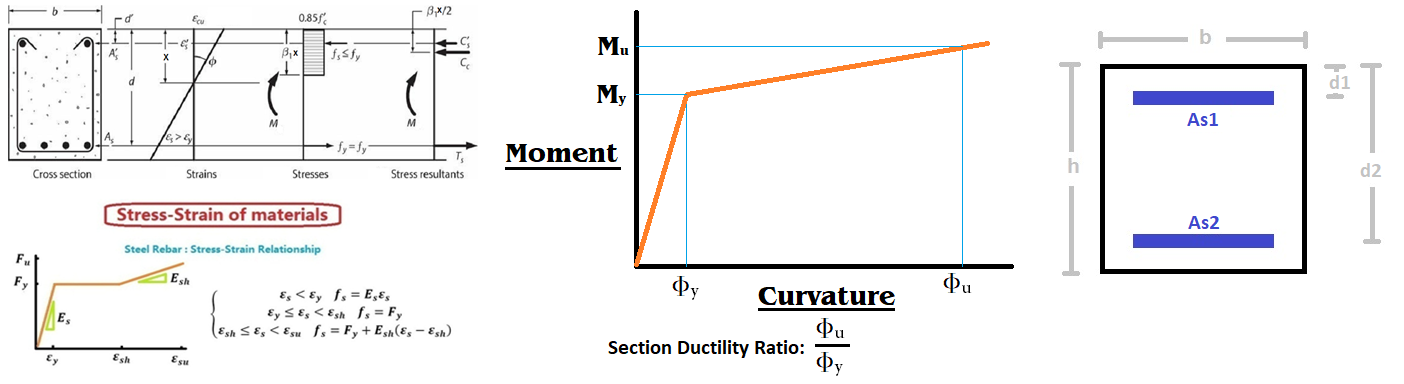 b
d'
εcu
0.85f'c
β1x/2
A's
ε's
x
ϕ
β1x
fs ≤ fy
C's
Cc
d
M
M
As
εs > εy
fy = fy
Ts
Cross section
Strains
Stresses
Stress resultants
Stress-Strain of materials
Steel Rebar : Stress-Strain Relationship
Fu
Fy
Esh
Es
εy
εsh
εsu
εs < εy fs = Esεs
εy ≤ εs < εsh fs = Fy
εsh ≤ εs < εsu fs = Fy + Esh(εs − εsh)
Mu
My
Moment
ϕy
ϕu
Curvature
Section Ductility Ratio: ϕu/ϕy
b
d1
As1
h
d2
As2